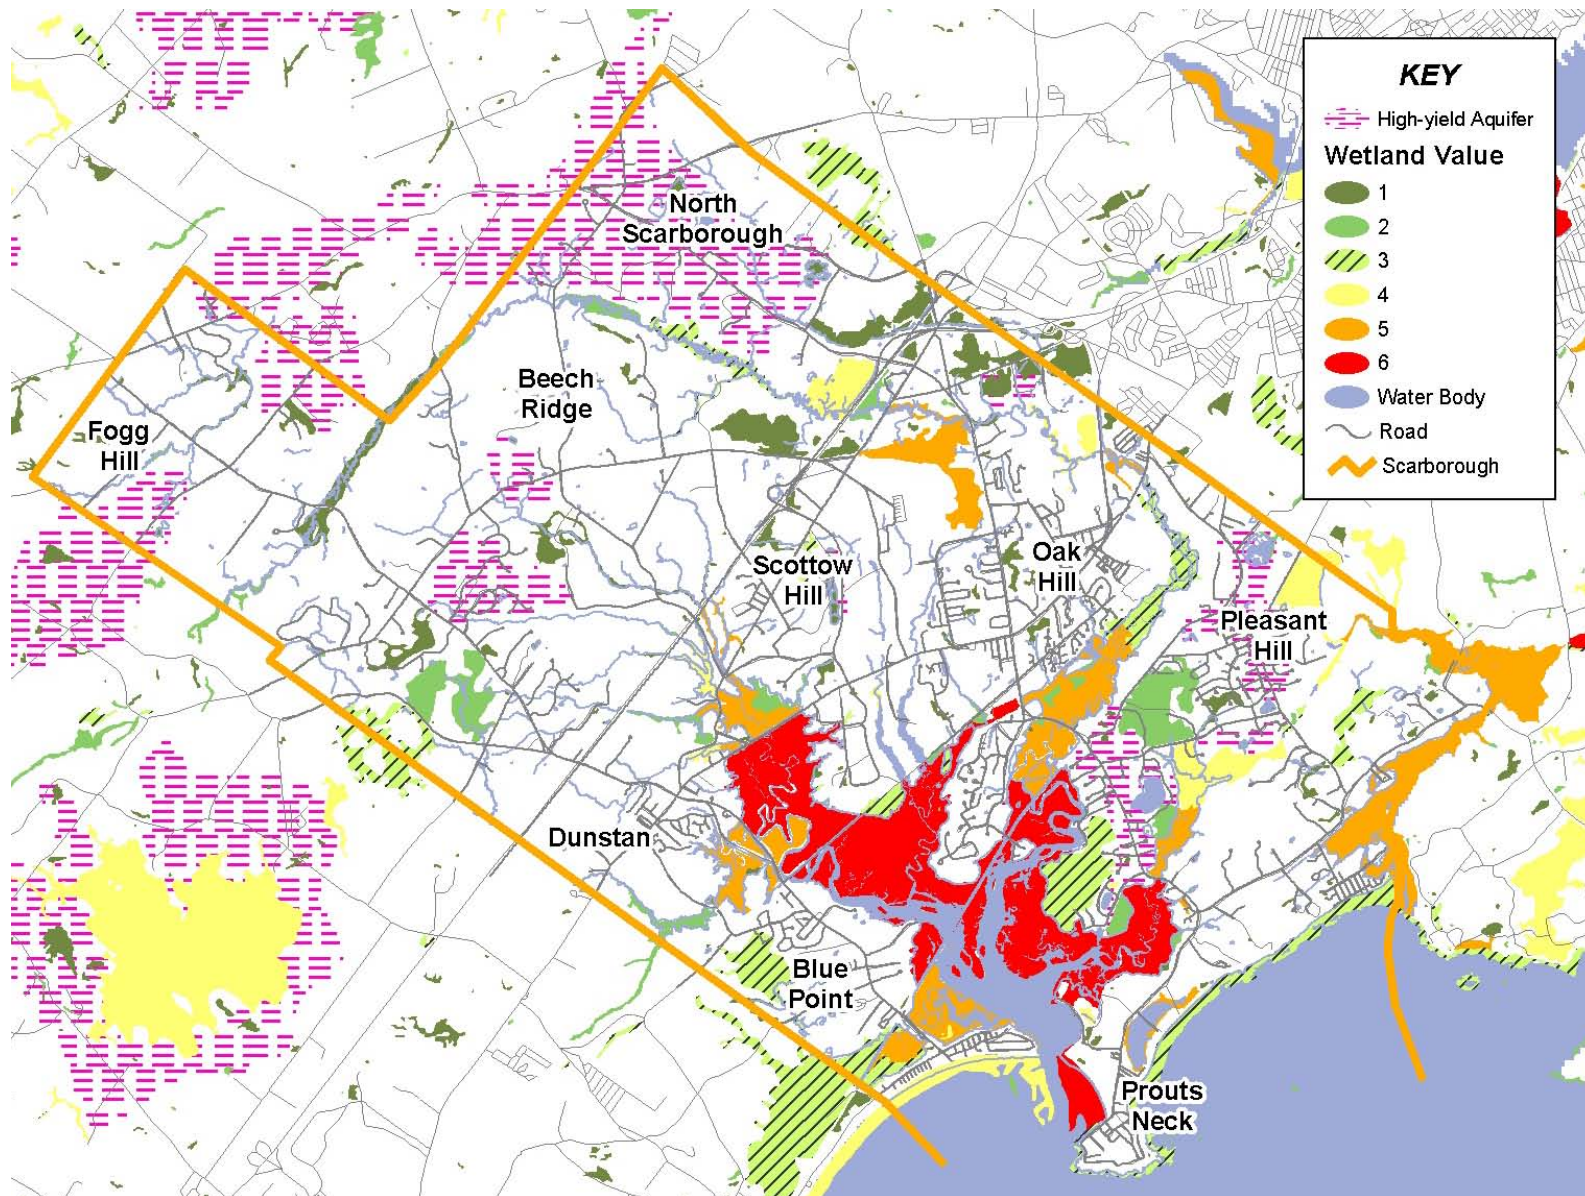 KEY
High-yield Aquifer
Wetland Value
1
2
3
4
5
6
Water Body
Road
Scarborough
North
Scarborough
Beech
Ridge
Fogg
Hill
Scottow
Hill
Oak
Hill
Pleasant
Hill
Dunstan
Blue
Point
Prouts
Neck